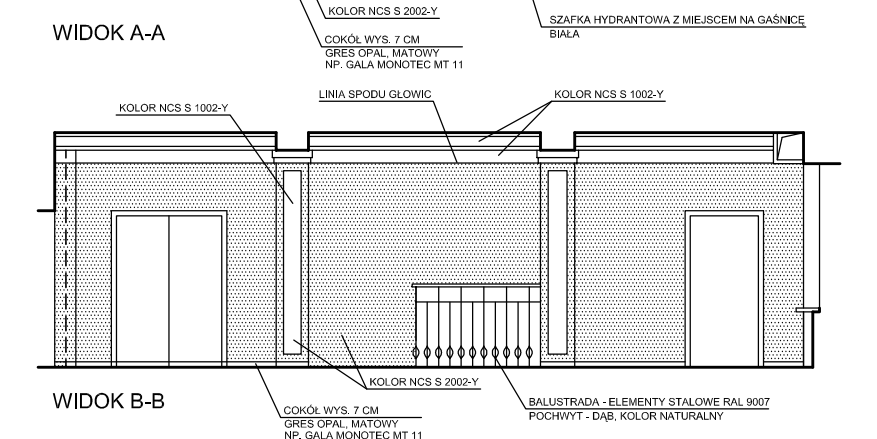 KOLOR NCS S 2002-Y
SZAFKA HYDRANTOWA Z MIEJSCEM NA GAŚNICĘ
BIAŁA
WIDOK A-A
COKÓŁ WYS. 7 CM
GRES OPAL, MATOWY
NP. GALA MONOTEC MT 11
LINIA SPODU GŁOWIC
KOLOR NCS S 1002-Y
KOLOR NCS S 1002-Y
KOLOR NCS S 2002-Y
WIDOK B-B
BALUSTRADA - ELEMENTY STALOWE RAL 9007
POCHWYT - DĄB, KOLOR NATURALNY
COKÓŁ WYS. 7 CM
GRES OPAL, MATOWY
NP. GALA MONOTEC MT 11